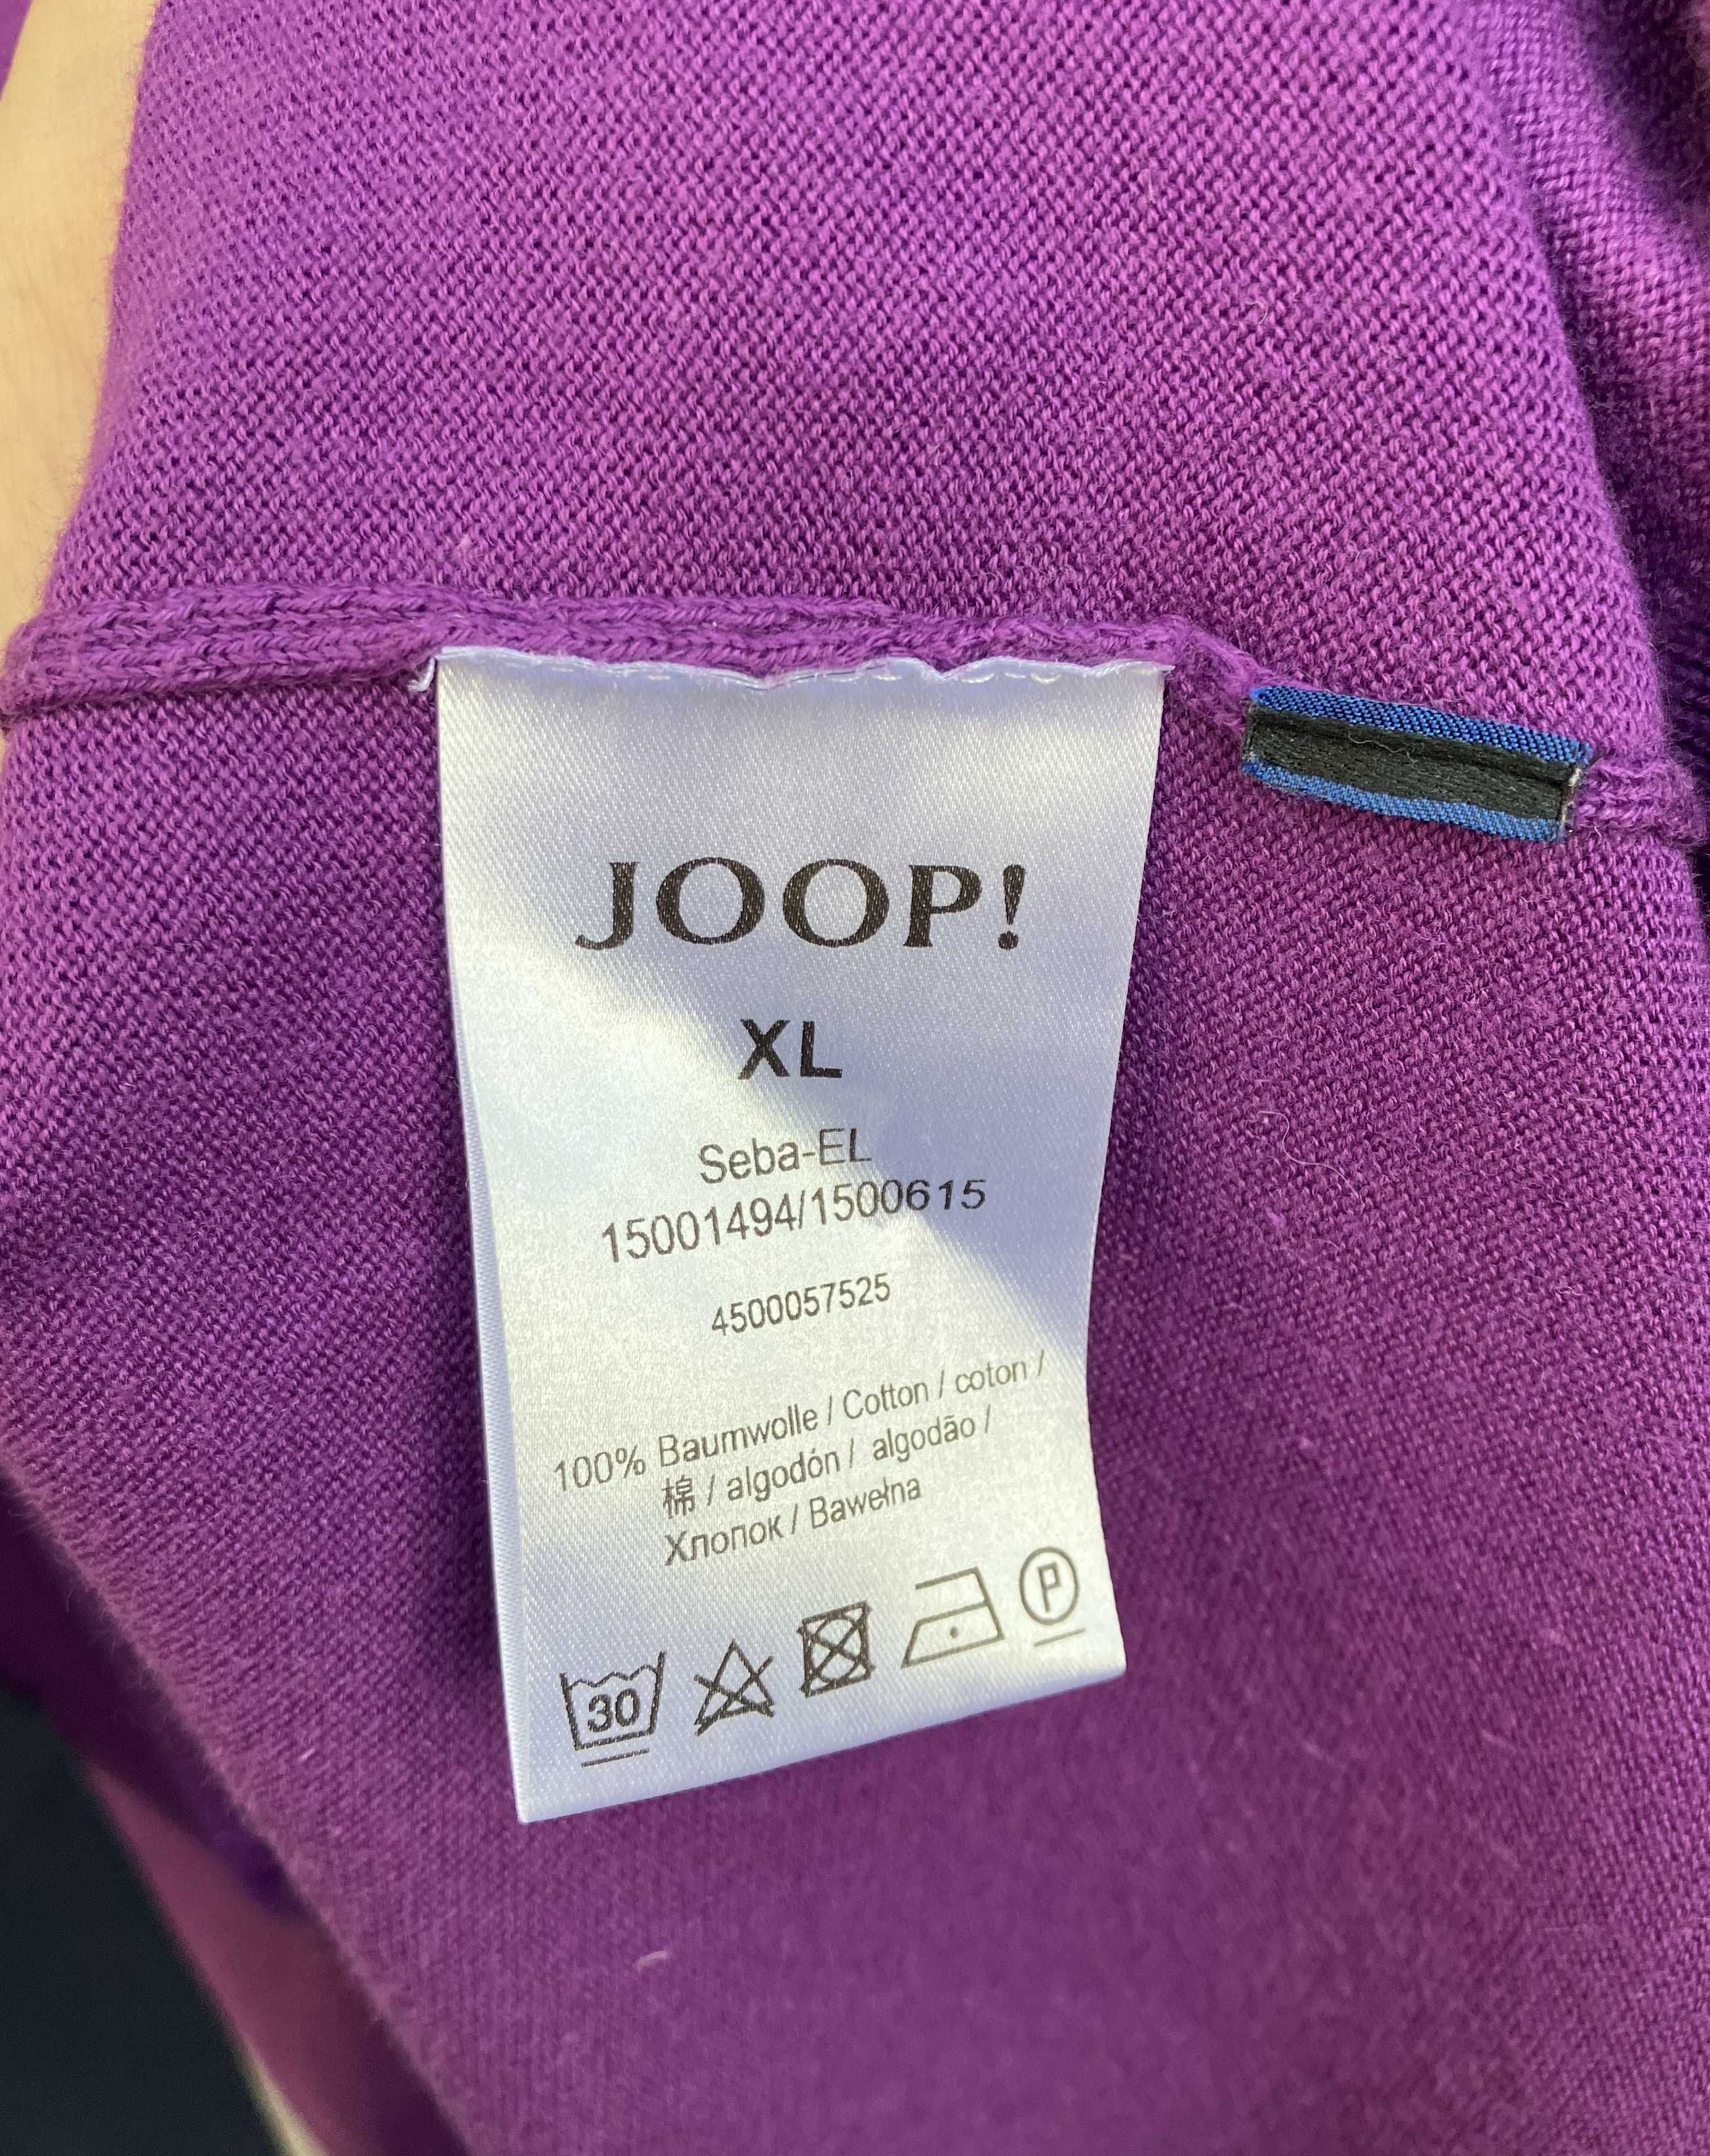 JOOP!
XL
Seba-EL
15001494/1500615
4500057525
100% Baumwolle / Cotton / coton /
棉 / algodón / algodão /
Хлопок / Bawełna
30
P